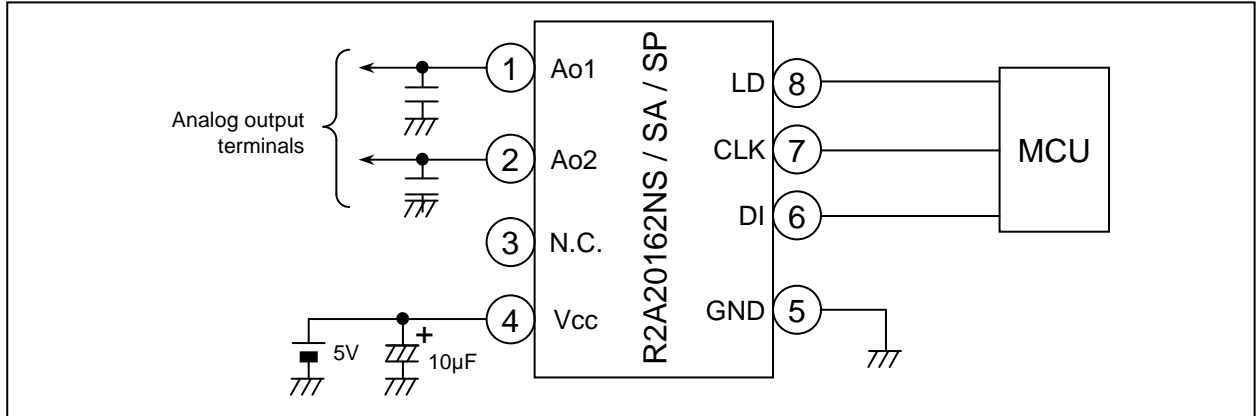 Analog output
terminals
1 Ao1
2 Ao2
3 N.C.
4 Vcc
5V
+
10µF
R2A20162NS / SA / SP
LD 8
CLK 7
DI 6
GND 5
MCU